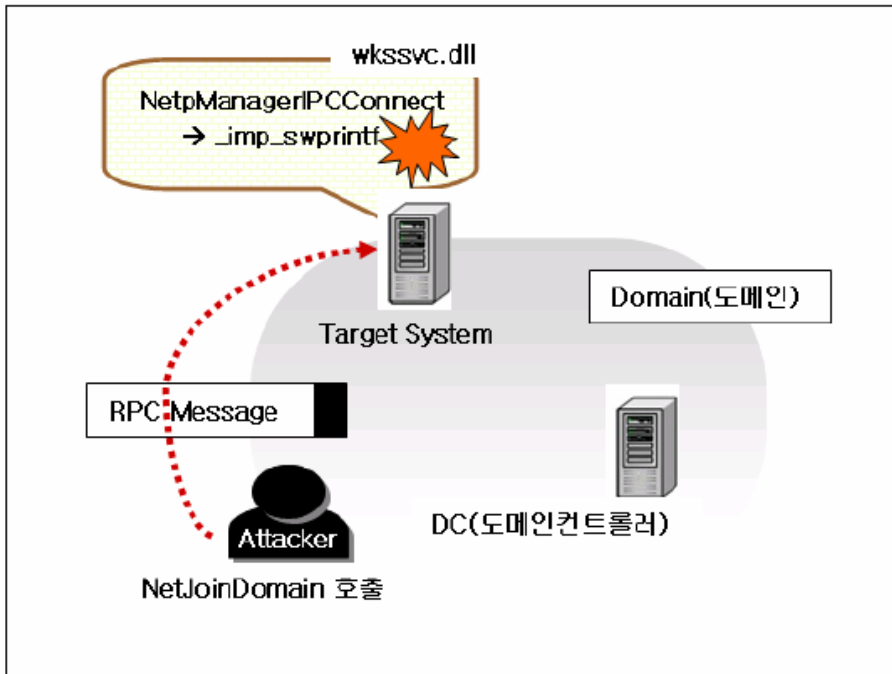 wkssvc.dll
NetpManagerIPCConnect
→ _imp_swprintf
Target System
Domain(도메인)
RPC Message
Attacker
DC(도메인컨트롤러)
NetJoinDomain 호출